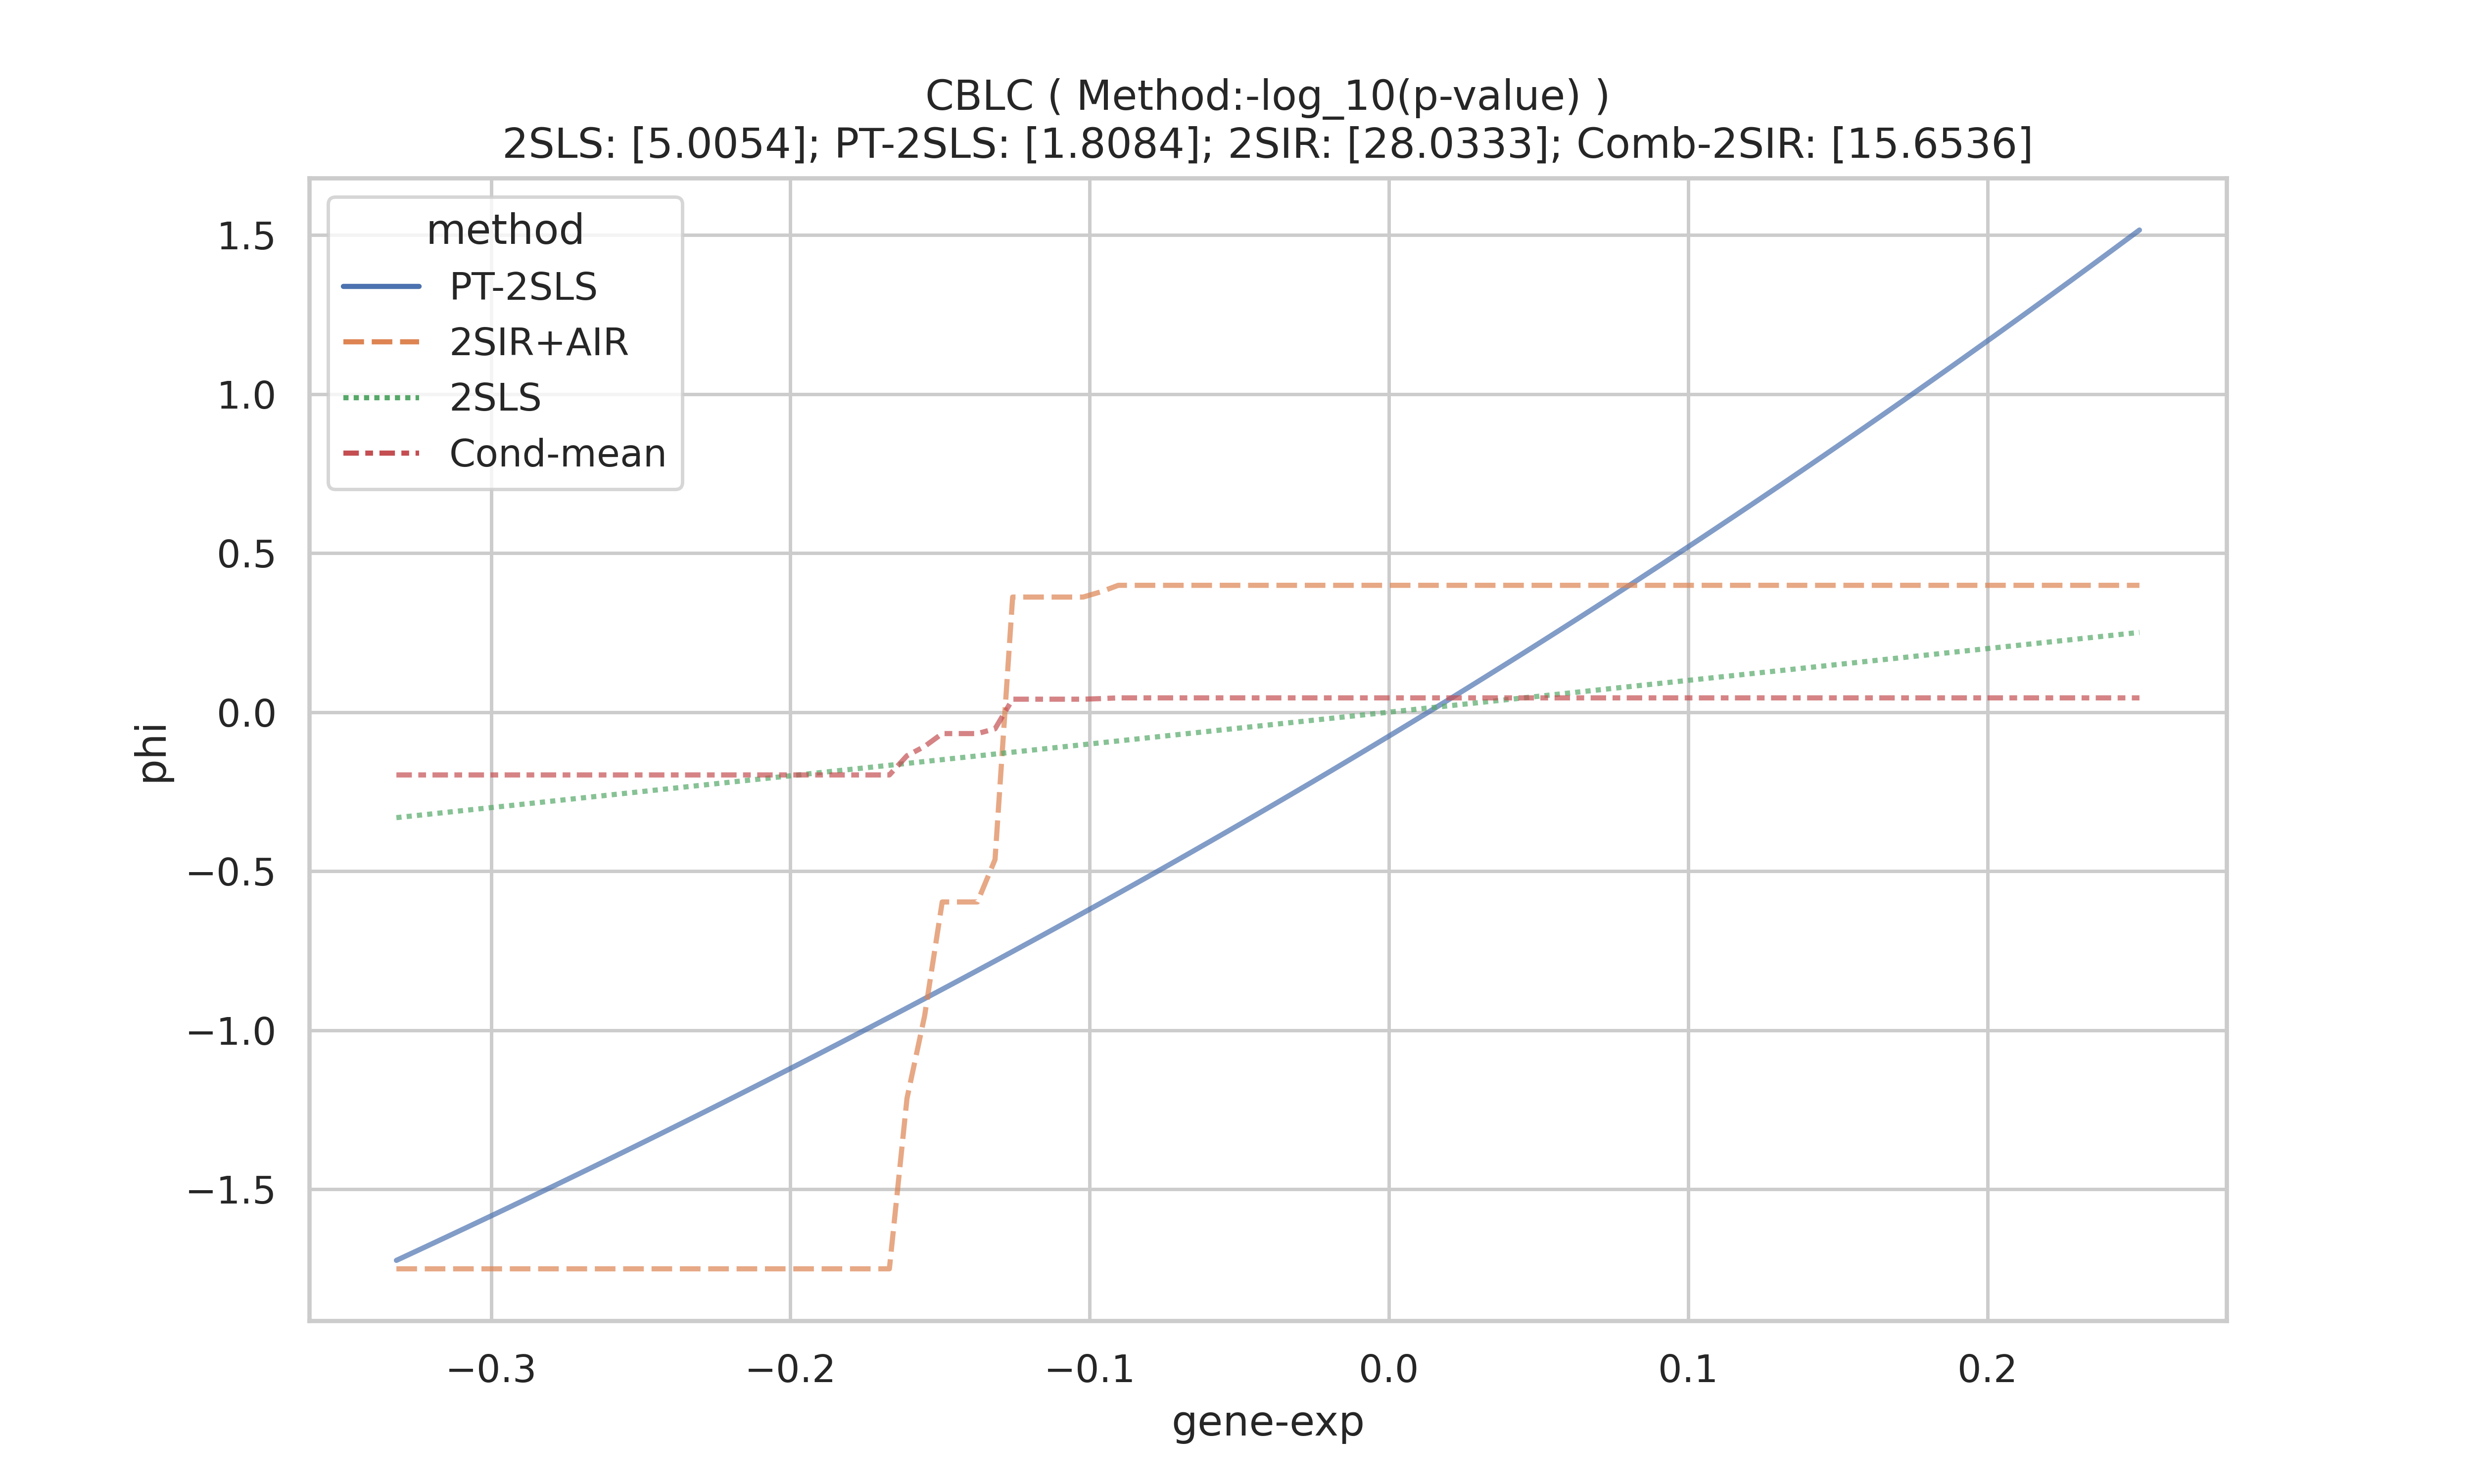 CBLC ( Method:-log_10(p-value) )
2SLS: [5.0054]; PT-2SLS: [1.8084]; 2SIR: [28.0333]; Comb-2SIR: [15.6536]
method
PT-2SLS
2SIR+AIR
2SLS
Cond-mean
1.5
1.0
0.5
0.0
−0.5
−1.0
−1.5
phi
−0.3 −0.2 −0.1 0.0 0.1 0.2
gene-exp